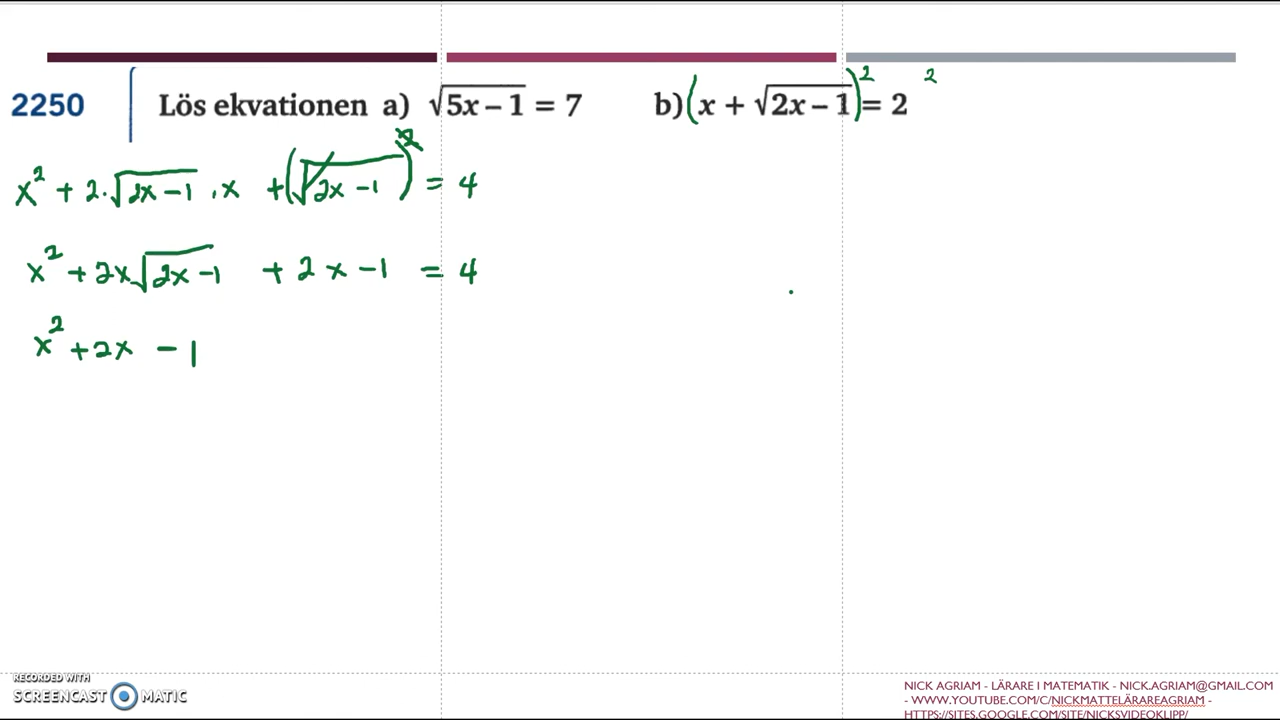 2250 Lös ekvationen a) √5x – 1 = 7 b) (x + √2x – 1)² = 2 ²
x² + 2·√2x – 1 · x + (√2x – 1)² = 4
x² + 2x√2x – 1 + 2x – 1 = 4
x² + 2x – 1
RECORDED WITH
SCREENCAST MATIC
NICK AGRIAM - LÄRARE I MATEMATIK - NICK.AGRIAM@GMAIL.COM
- WWW.YOUTUBE.COM/C/NICKMATTELÄRAREAGRIAM -
HTTPS://SITES.GOOGLE.COM/SITE/NICKSVIDEOKLIPP/